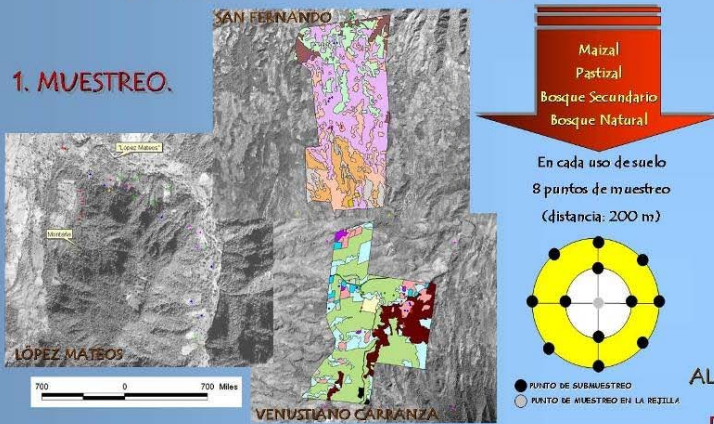 SAN FERNANDO
1. MUESTREO.
"López Mateos"
LÓPEZ MATEOS
700 0 700 Miles
VENUSTIANO CARRANZA
Maizal
Pastizal
Bosque Secundario
Bosque Natural
En cada uso de suelo
8 puntos de muestreo
(distancia: 200 m)
PUNTO DE SUBMUESTREO
PUNTO DE MUESTREO EN LA REJILLA
AL